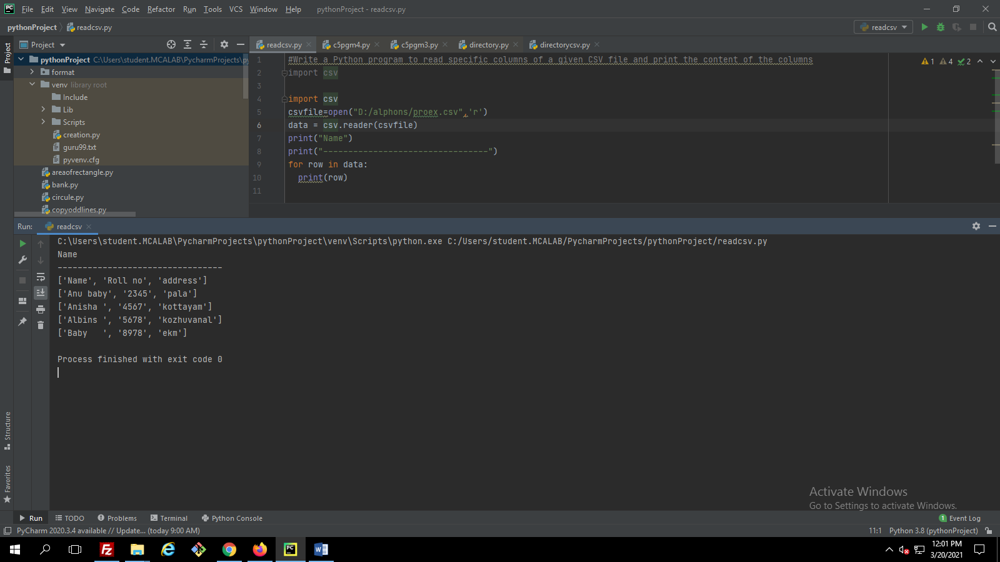 PC File Edit View Navigate Code Refactor Run Tools VCS Window Help pythonProject - readcsv.py
pythonProject readcsv.py readcsv
Project
Project
readcsv.py c5pgm4.py c5pgm3.py directory.py directorycsv.py
pythonProject C:\Users\student.MCALAB\PycharmProjects\py
format
venv library root
Include
Lib
Scripts
creation.py
guru99.txt
pyvenv.cfg
areaofrectangle.py
bank.py
circule.py
copyoddlines.py
1 #Write a Python program to read specific columns of a given CSV file and print the content of the columns
1 4 2
2 import csv
3
4 import csv
5 csvfile=open("D:/alphons/proex.csv",'r')
6 data = csv.reader(csvfile)
7 print("Name")
8 print("---------------------------------")
9 for row in data:
10 print(row)
11
Run: readcsv
C:\Users\student.MCALAB\PycharmProjects\pythonProject\venv\Scripts\python.exe C:/Users/student.MCALAB/PycharmProjects/pythonProject/readcsv.py
Name
---------------------------------
['Name', 'Roll no', 'address']
['Anu baby', '2345', 'pala']
['Anisha ', '4567', 'kottayam']
['Albins ', '5678', 'kozhuvanal']
['Baby   ', '8978', 'ekm']
Process finished with exit code 0
Structure
Favorites
Activate Windows
Go to Settings to activate Windows.
Run TODO Problems Terminal Python Console 1 Event Log
PyCharm 2020.3.4 available // Update... (today 9:00 AM) 11:1 Python 3.8 (pythonProject)
Fz PC W 12:01 PM
3/20/2021